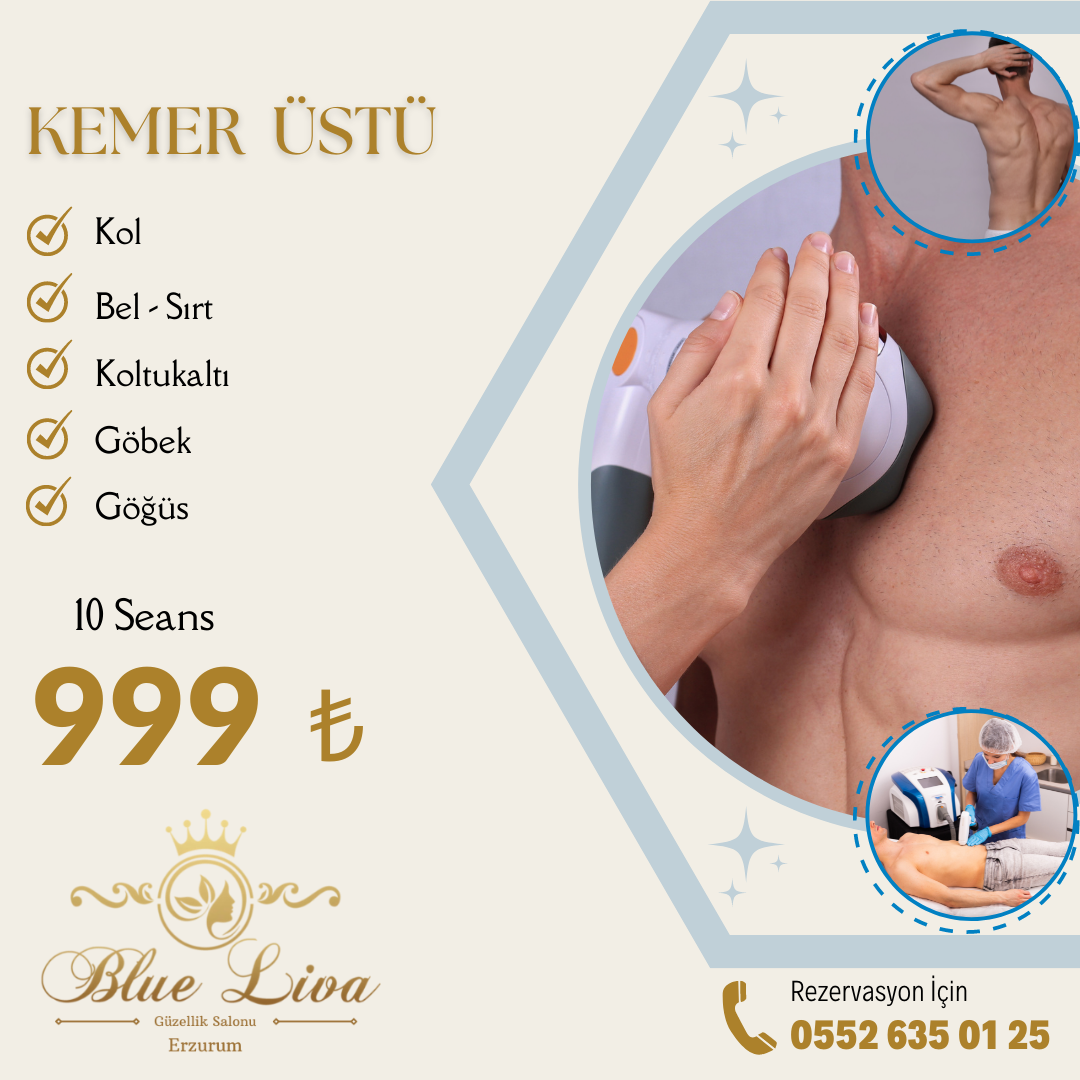 KEMER ÜSTÜ
Kol
Bel - Sırt
Koltukaltı
Göbek
Göğüs
10 Seans
999 ₺
Blue Liva
Güzellik Salonu
Erzurum
Rezervasyon İçin
0552 635 01 25